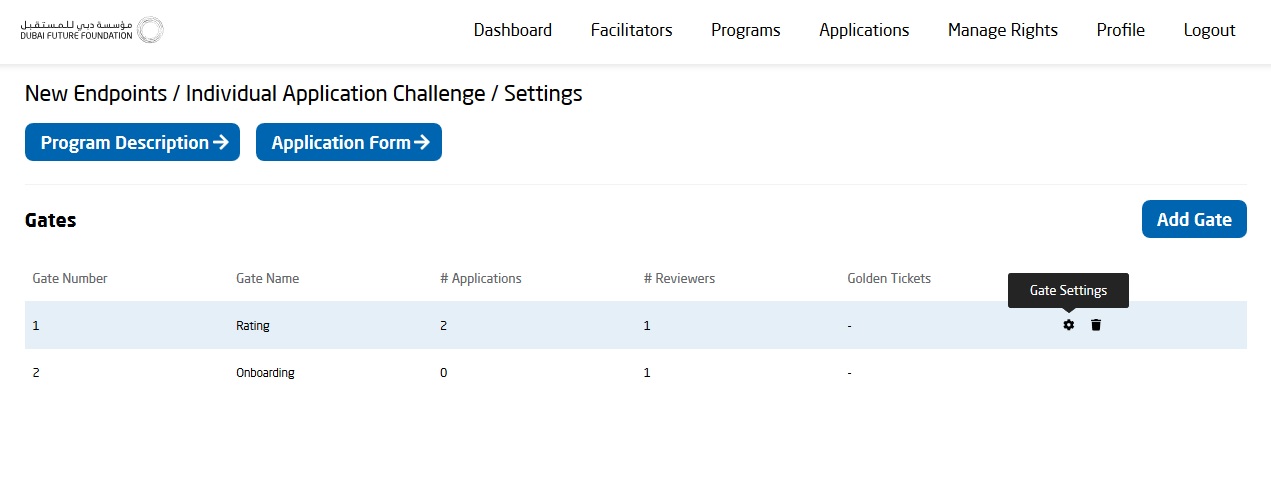 مؤسسة دبي للمستقبل
DUBAI FUTURE FOUNDATION
Dashboard Facilitators Programs Applications Manage Rights Profile Logout
New Endpoints / Individual Application Challenge / Settings
Program Description Application Form
Gates Add Gate
Gate Number Gate Name # Applications # Reviewers Golden Tickets
Gate Settings
1 Rating 2 1 -
2 Onboarding 0 1 -